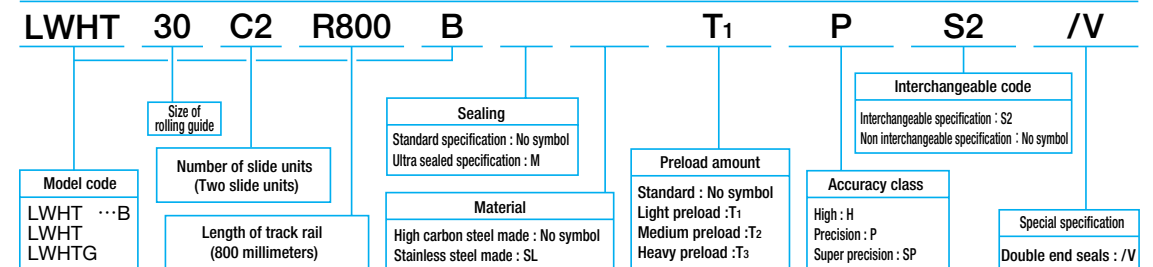 LWHT 30 C2 R800 B T1 P S2 /V
Size of
rolling guide
Number of slide units
(Two slide units)
Length of track rail
(800 millimeters)
Model code
LWHT …B
LWHT
LWHTG
Sealing
Standard specification : No symbol
Ultra sealed specification : M
Material
High carbon steel made : No symbol
Stainless steel made : SL
Preload amount
Standard : No symbol
Light preload :T1
Medium preload :T2
Heavy preload :T3
Interchangeable code
Interchangeable specification : S2
Non interchangeable specification : No symbol
Accuracy class
High : H
Precision : P
Super precision : SP
Special specification
Double end seals : /V